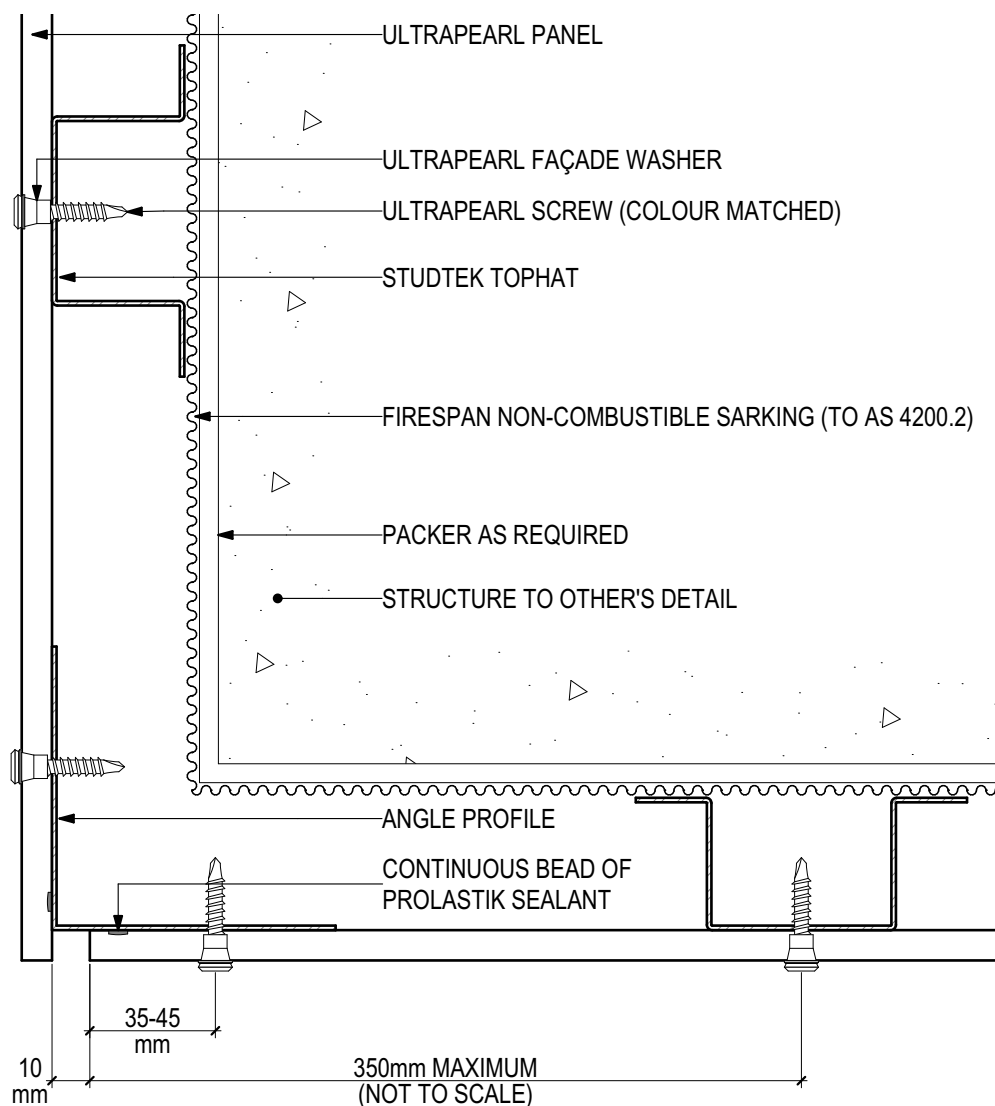 ULTRAPEARL PANEL
ULTRAPEARL FAÇADE WASHER
ULTRAPEARL SCREW (COLOUR MATCHED)
STUDTEK TOPHAT
FIRESPAN NON-COMBUSTIBLE SARKING (TO AS 4200.2)
PACKER AS REQUIRED
STRUCTURE TO OTHER'S DETAIL
ANGLE PROFILE
CONTINUOUS BEAD OF
PROLASTIK SEALANT
35-45
mm
10
mm
350mm MAXIMUM
(NOT TO SCALE)